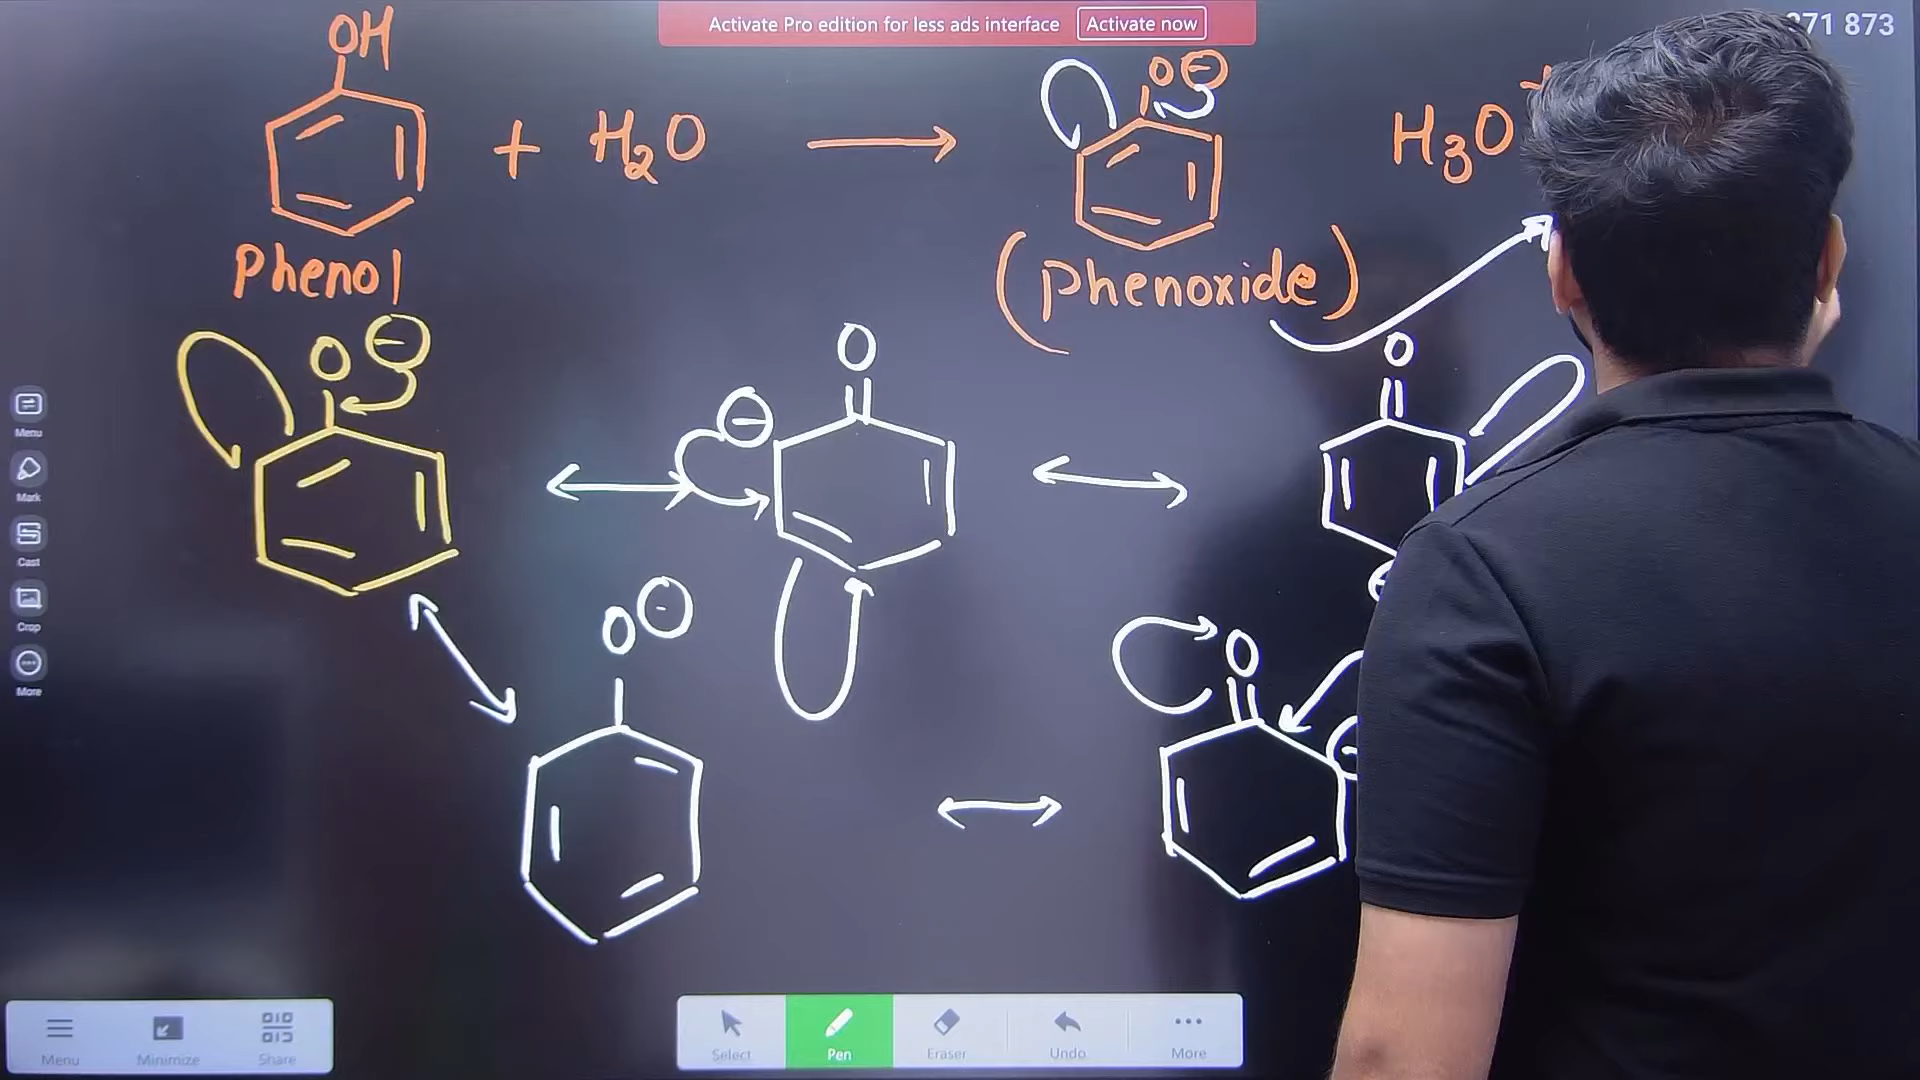 Activate Pro edition for less ads interface Activate now
371 873
OH
O⊖
+ H₂O → H₃O⁺
Phenol
(Phenoxide)
O ⊖
O
⊖
O
O ⊖
O
⊖
Menu
Mark
Cast
Crop
More
Menu Minimize Share
Select Pen Eraser Undo More